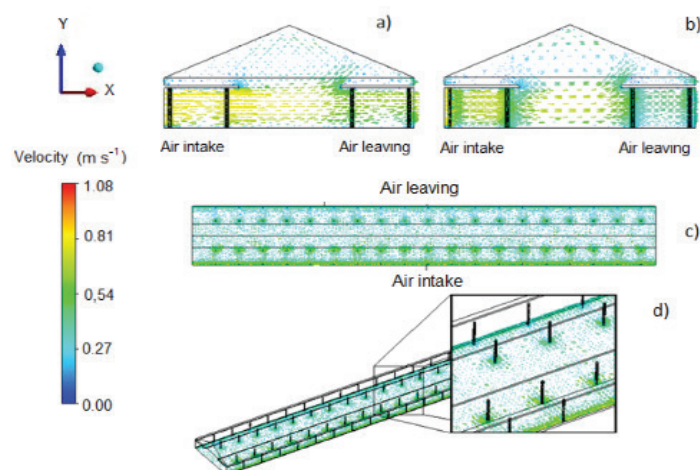 Y
X
a)
b)
Air intake
Air leaving
Air intake
Air leaving
Velocity (m s⁻¹)
1.08
0.81
0.54
0.27
0.00
Air leaving
c)
Air intake
d)